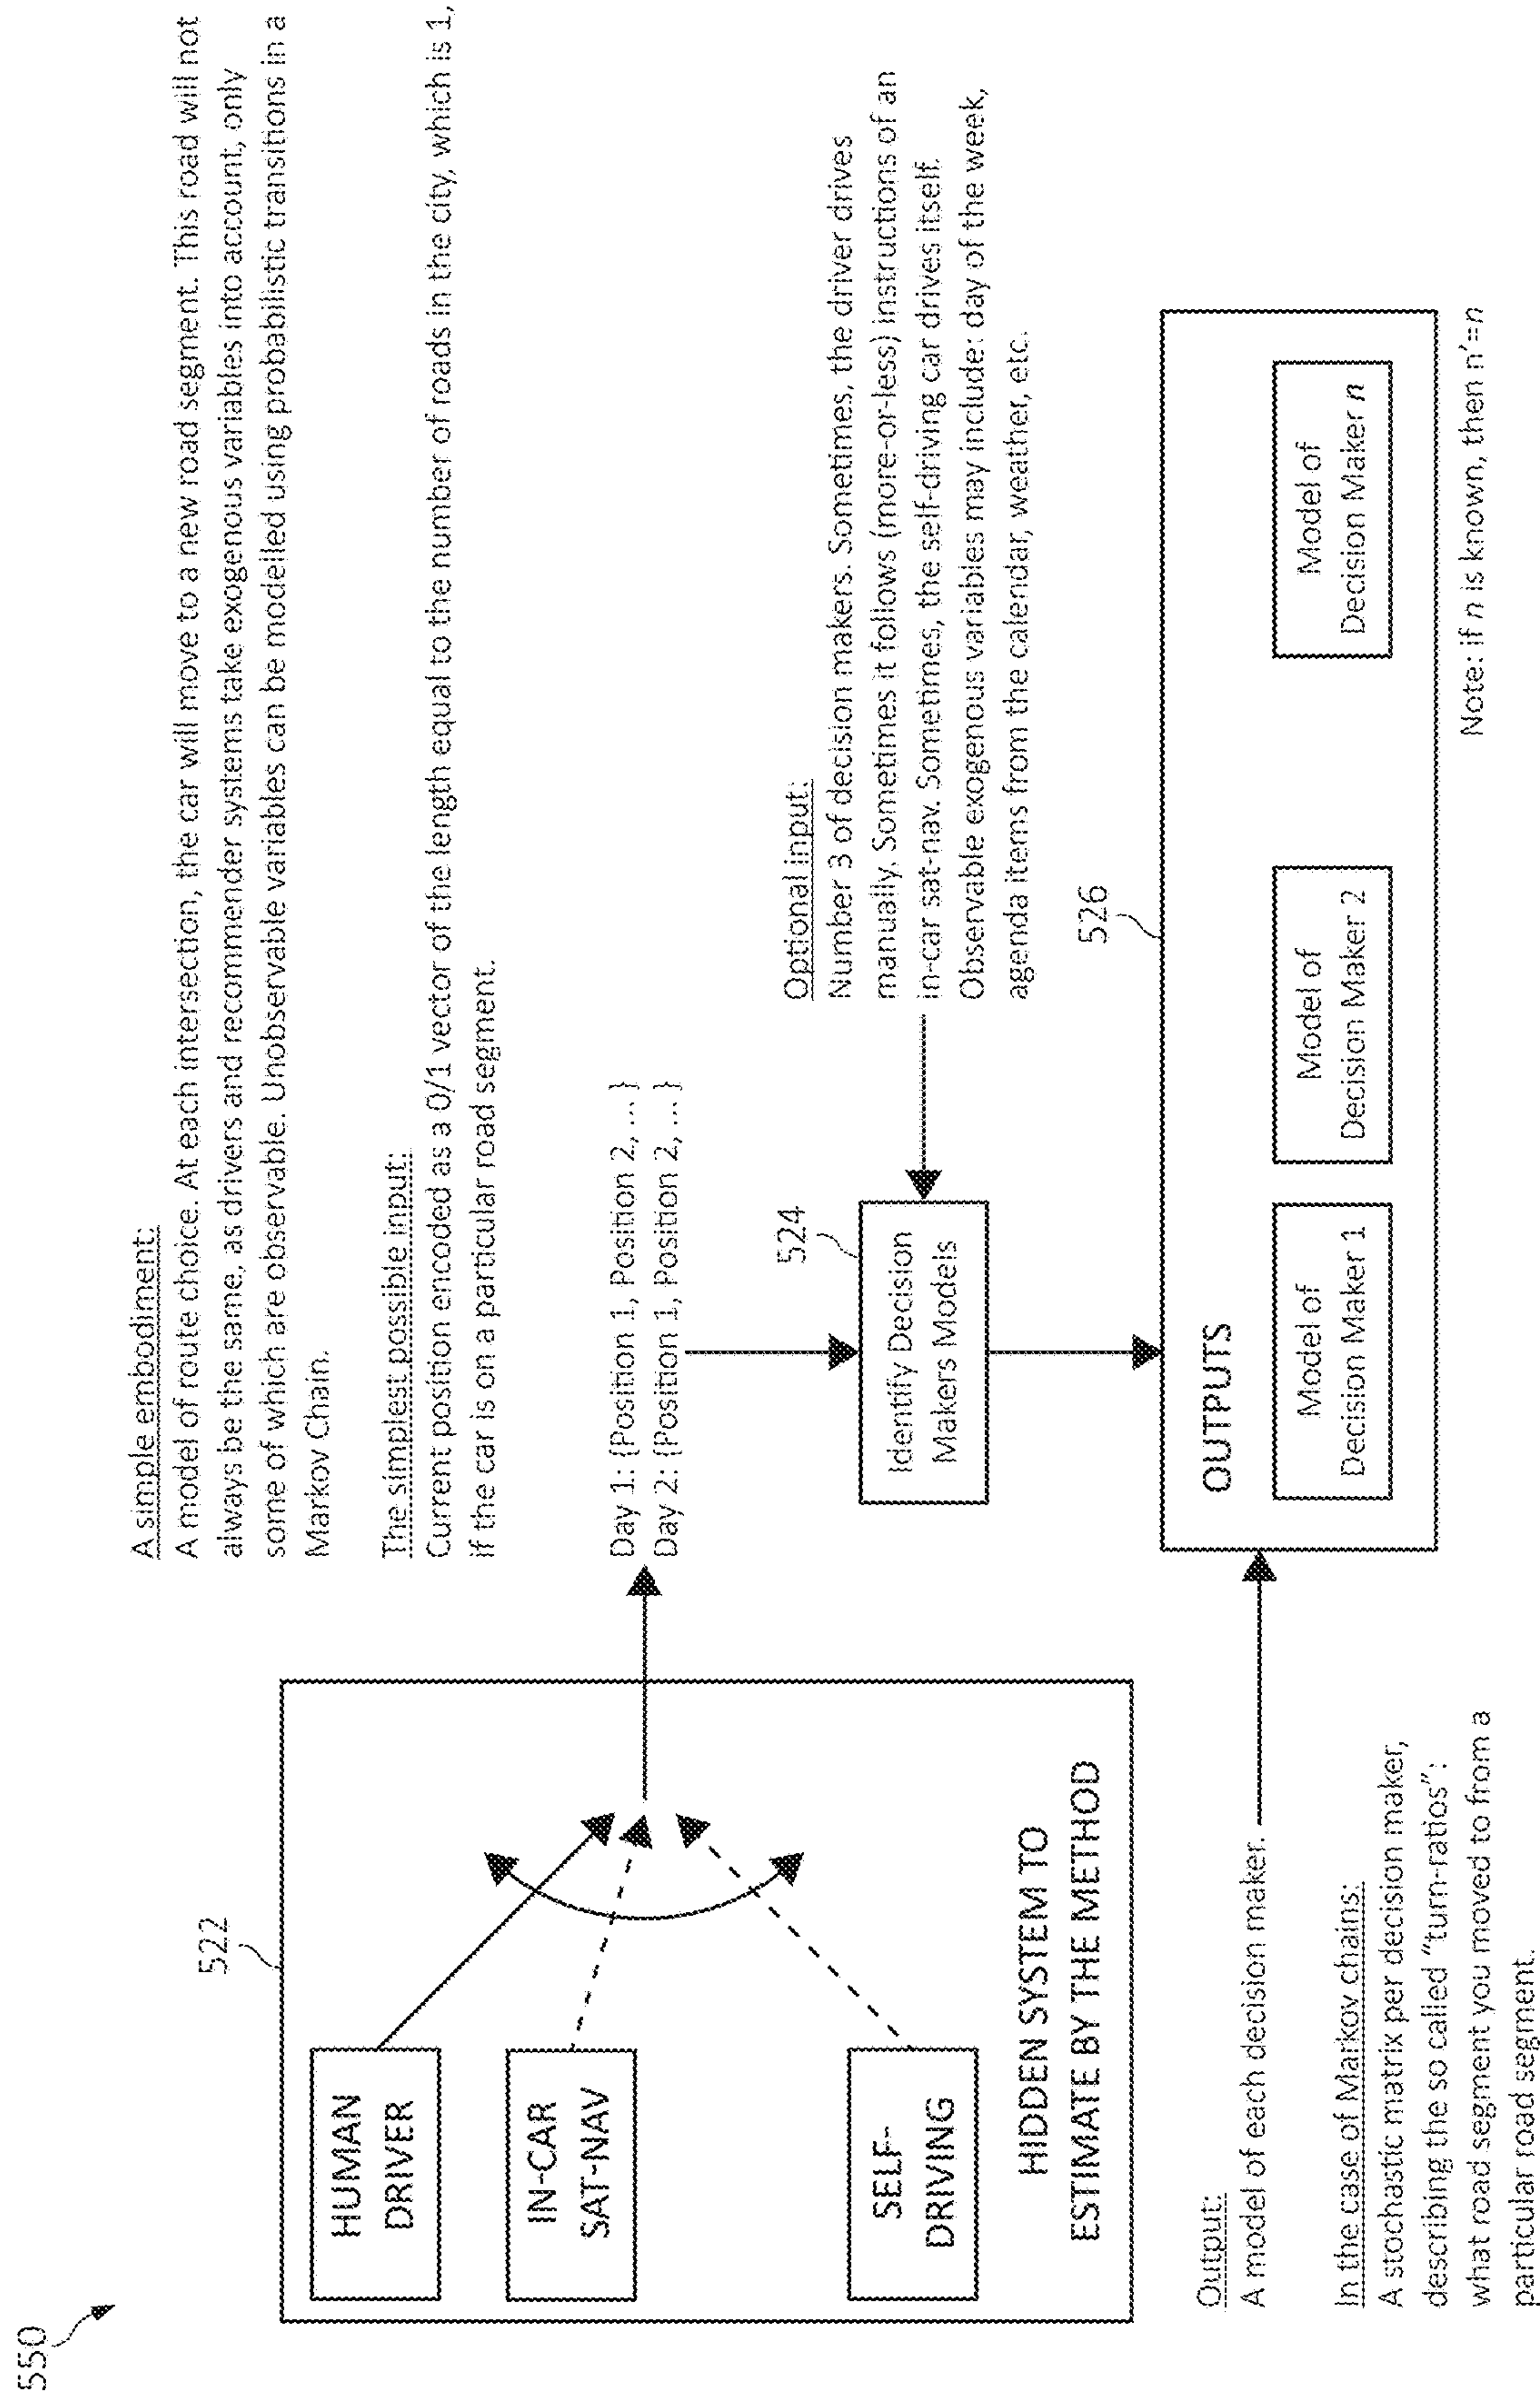 550
522
HUMAN
DRIVER
IN-CAR
SAT-NAV
SELF-
DRIVING
HIDDEN SYSTEM TO
ESTIMATE BY THE METHOD
A simple embodiment:
A model of route choice. At each intersection, the car will move to a new road segment. This road will not
always be the same, as drivers and recommender systems take exogenous variables into account, only
some of which are observable. Unobservable variables can be modelled using probabilistic transitions in a
Markov Chain.
The simplest possible input:
Current position encoded as a 0/1 vector of the length equal to the number of roads in the city, which is 1,
if the car is on a particular road segment.
Day 1: {Position 1, Position 2, ... }
Day 2: {Position 1, Position 2, ... }
524
Identify Decision
Makers Models
Optional input:
Number 3 of decision makers. Sometimes, the driver drives
manually. Sometimes it follows (more-or-less) instructions of an
in-car sat-nav. Sometimes, the self-driving car drives itself.
Observable exogenous variables may include: day of the week,
agenda items from the calendar, weather, etc.
526
OUTPUTS
Model of
Decision Maker 1
Model of
Decision Maker 2
Model of
Decision Maker n
Note: if n is known, then n'=n
Output:
A model of each decision maker.
In the case of Markov chains:
A stochastic matrix per decision maker,
describing the so called "turn-ratios":
what road segment you moved to from a
particular road segment.